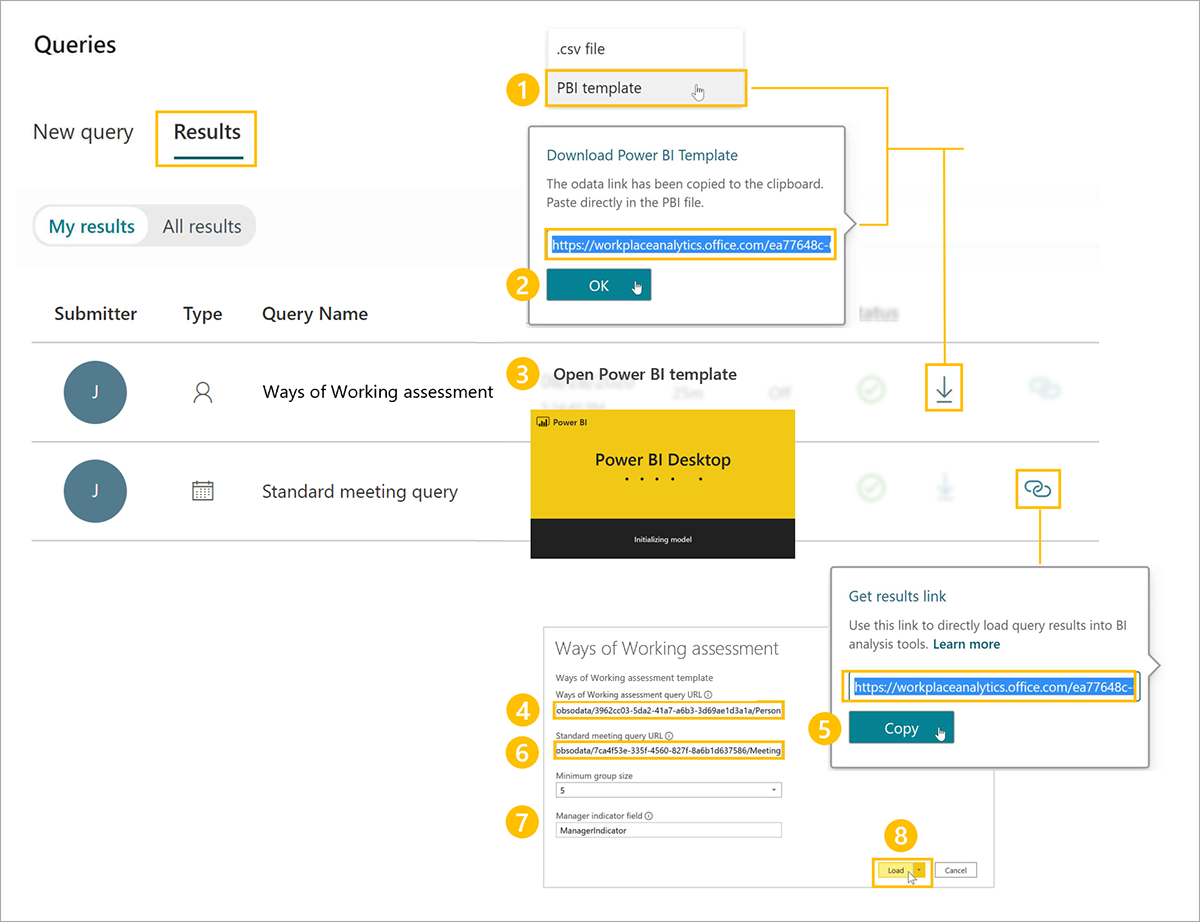 Queries
.csv file
1
PBI template
New query
Results
Download Power BI Template
The odata link has been copied to the clipboard.
Paste directly in the PBI file.
My results
All results
https://workplaceanalytics.office.com/ea77648c-
2
OK
Submitter
Type
Query Name
3
Open Power BI template
J
Ways of Working assessment
25m
Off
Power BI
Power BI Desktop
J
Standard meeting query
Initializing model
Get results link
Use this link to directly load query results into BI
analysis tools. Learn more
https://workplaceanalytics.office.com/ea77648c-
5
Copy
Ways of Working assessment
Ways of Working assessment template
Ways of Working assessment query URL
4
obsodata/3962cc03-5da2-41a7-a6b3-3d69ae1d3a1a/Person
Standard meeting query URL
6
obsodata/7ca4f53e-335f-4560-827f-8a6b1d637586/Meeting
Minimum group size
5
7
Manager indicator field
ManagerIndicator
8
Load
Cancel